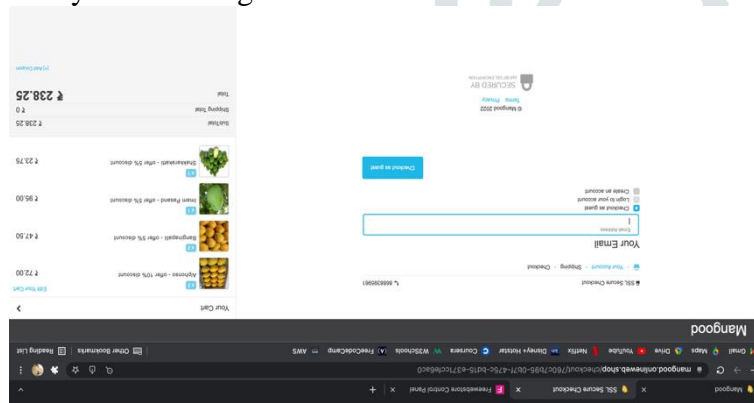 Mangood
SSL Secure Checkout
Freewebstore Control Panel
Gmail
Maps
Drive
YouTube
Netflix
Disney+ Hotstar
Coursera
W3Schools
FreeCodeCamp
AWS
Other Bookmarks
Reading List
Mangood
SSL Secure Checkout
Your Account - Shipping - Checkout
Your Email
Email Address
Checkout as guest
Login to your account
Create an account
Checkout as guest
© Mangood 2022
Terms Privacy
SECURED BY
Your Cart
Edit Your Cart
Alphonso - offer 10% discount ₹ 72.00
Banginapalli - offer 5% discount ₹ 47.50
Imam Pasand - offer 5% discount ₹ 95.00
Shakkarakatti - offer 5% discount ₹ 23.75
Sub Total ₹ 238.25
Shipping Total ₹ 0
Total ₹ 238.25
[+] Add Coupon